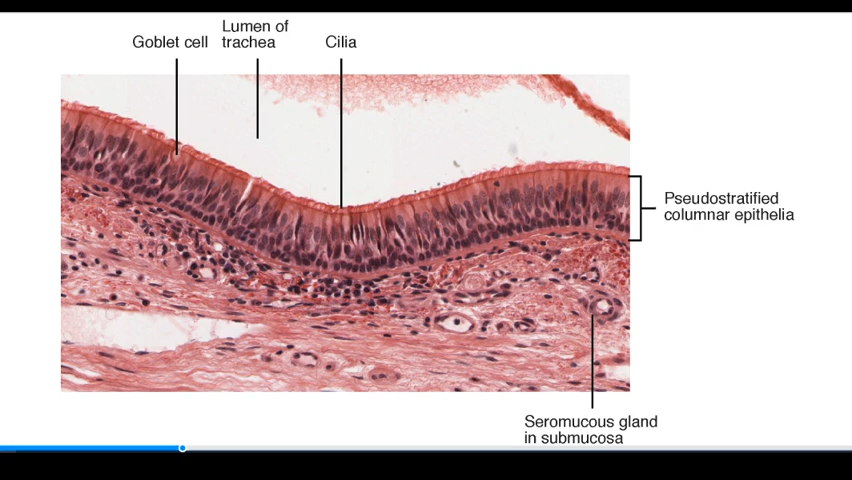 Lumen of
trachea
Goblet cell
Cilia
Pseudostratified
columnar epithelia
Seromucous gland
in submucosa